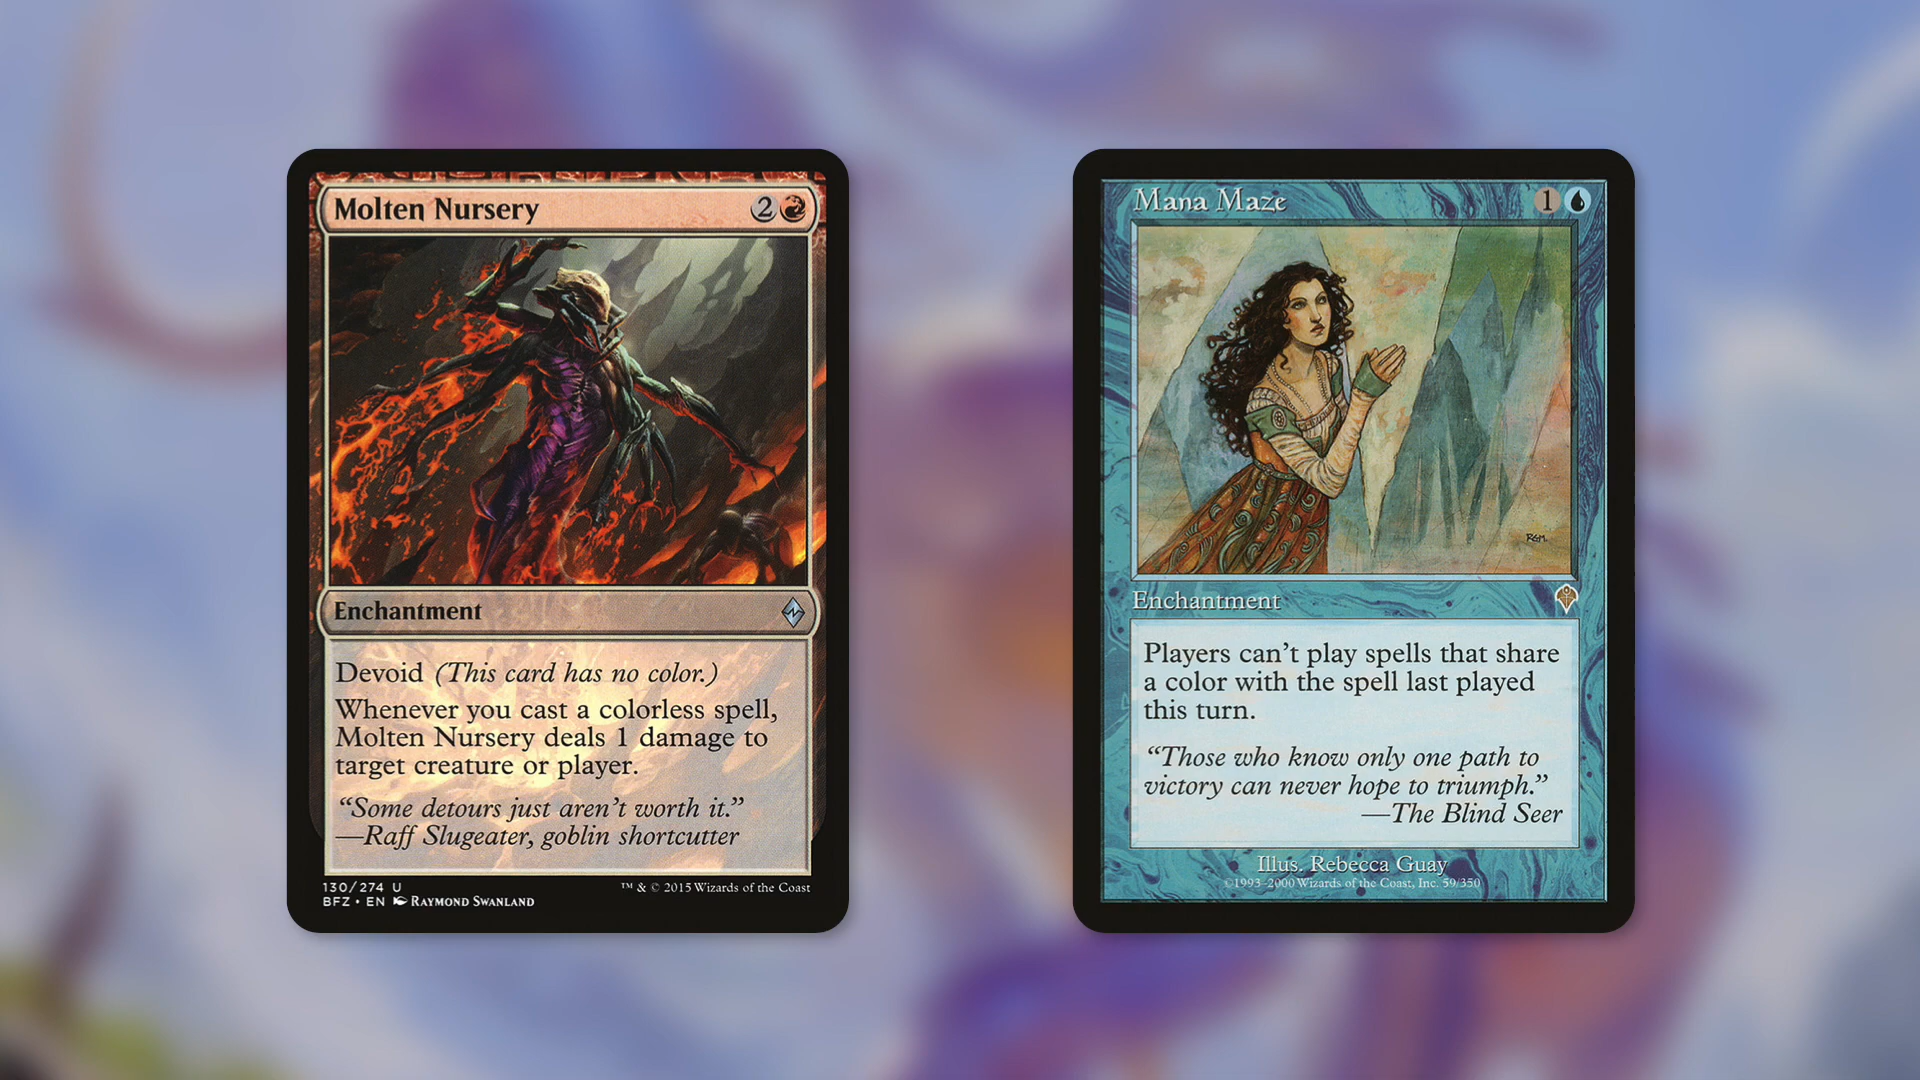 Molten Nursery 2
Enchantment
Devoid (This card has no color.)
Whenever you cast a colorless spell,
Molten Nursery deals 1 damage to
target creature or player.
“Some detours just aren’t worth it.”
—Raff Slugeater, goblin shortcutter
130/274 U
BFZ • EN RAYMOND SWANLAND
™ & © 2015 Wizards of the Coast
Mana Maze 1
RGM.
Enchantment
Players can’t play spells that share
a color with the spell last played
this turn.
“Those who know only one path to
victory can never hope to triumph.”
—The Blind Seer
Illus. Rebecca Guay
©1993–2000 Wizards of the Coast, Inc. 59/350